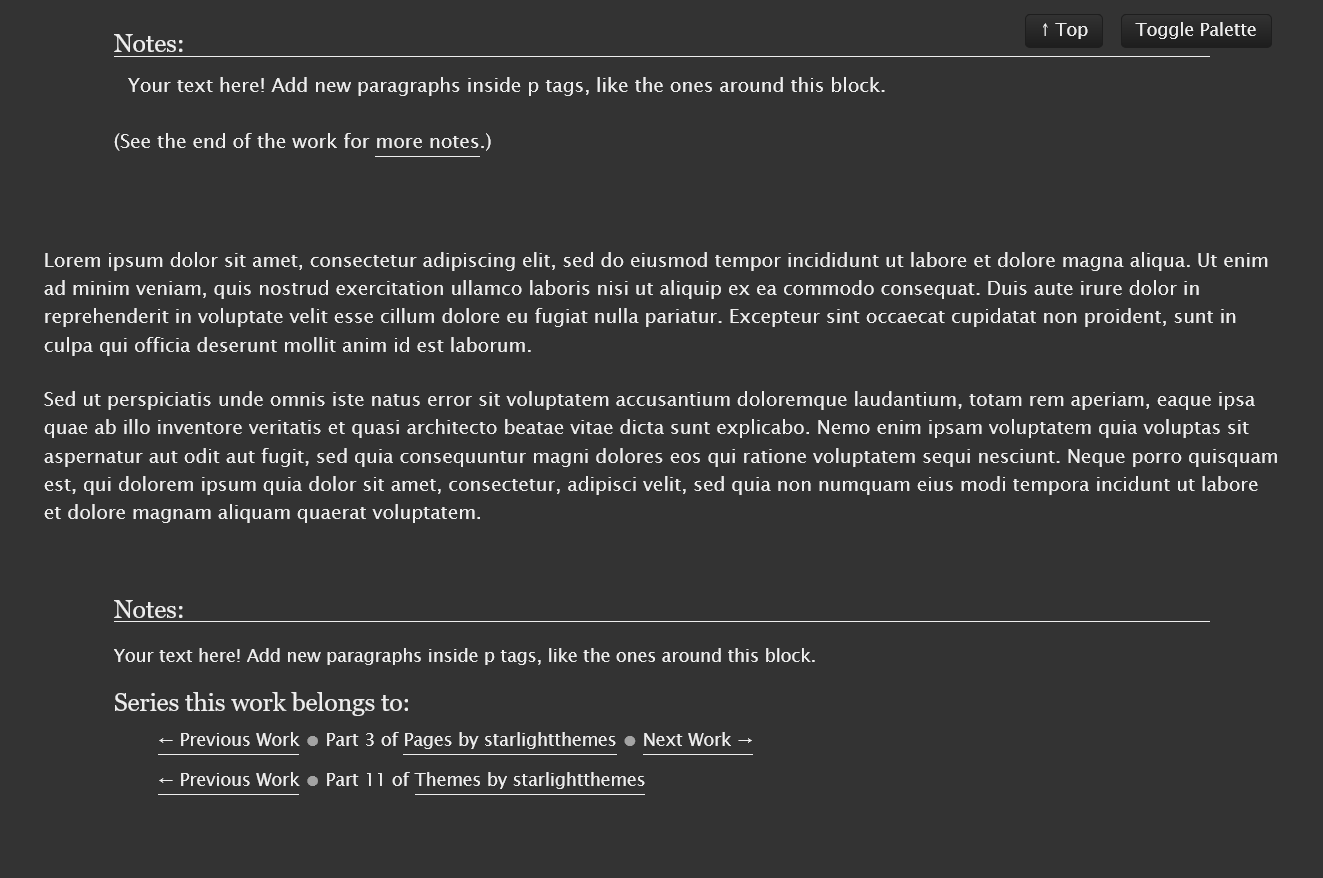 ↑ Top
Toggle Palette
Notes:
Your text here! Add new paragraphs inside p tags, like the ones around this block.
(See the end of the work for more notes.)
Lorem ipsum dolor sit amet, consectetur adipiscing elit, sed do eiusmod tempor incididunt ut labore et dolore magna aliqua. Ut enim
ad minim veniam, quis nostrud exercitation ullamco laboris nisi ut aliquip ex ea commodo consequat. Duis aute irure dolor in
reprehenderit in voluptate velit esse cillum dolore eu fugiat nulla pariatur. Excepteur sint occaecat cupidatat non proident, sunt in
culpa qui officia deserunt mollit anim id est laborum.
Sed ut perspiciatis unde omnis iste natus error sit voluptatem accusantium doloremque laudantium, totam rem aperiam, eaque ipsa
quae ab illo inventore veritatis et quasi architecto beatae vitae dicta sunt explicabo. Nemo enim ipsam voluptatem quia voluptas sit
aspernatur aut odit aut fugit, sed quia consequuntur magni dolores eos qui ratione voluptatem sequi nesciunt. Neque porro quisquam
est, qui dolorem ipsum quia dolor sit amet, consectetur, adipisci velit, sed quia non numquam eius modi tempora incidunt ut labore
et dolore magnam aliquam quaerat voluptatem.
Notes:
Your text here! Add new paragraphs inside p tags, like the ones around this block.
Series this work belongs to:
← Previous Work ● Part 3 of Pages by starlightthemes ● Next Work →
← Previous Work ● Part 11 of Themes by starlightthemes